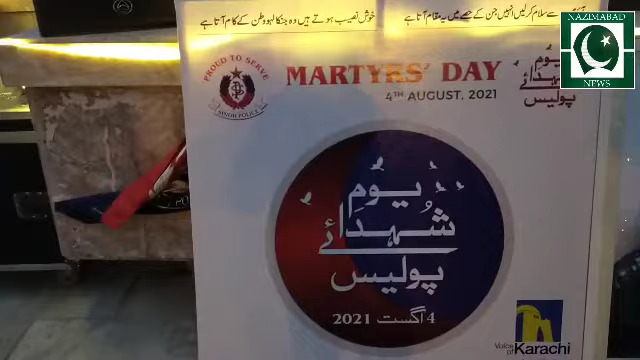 خوش نصیب ہوتے ہیں وہ جنکا لہو وطن کے کام آتا ہے
سے سلام کر لیں انہیں جن کے حصے میں یہ مقام آتا ہے
NAZIMABAD
NEWS
PROUD TO SERVE
SINDH POLICE
MARTYRS' DAY
4TH AUGUST, 2021
یوم
شہدائے
پولیس
یوم
شہدائے
پولیس
4 اگست 2021
Voice of Karachi